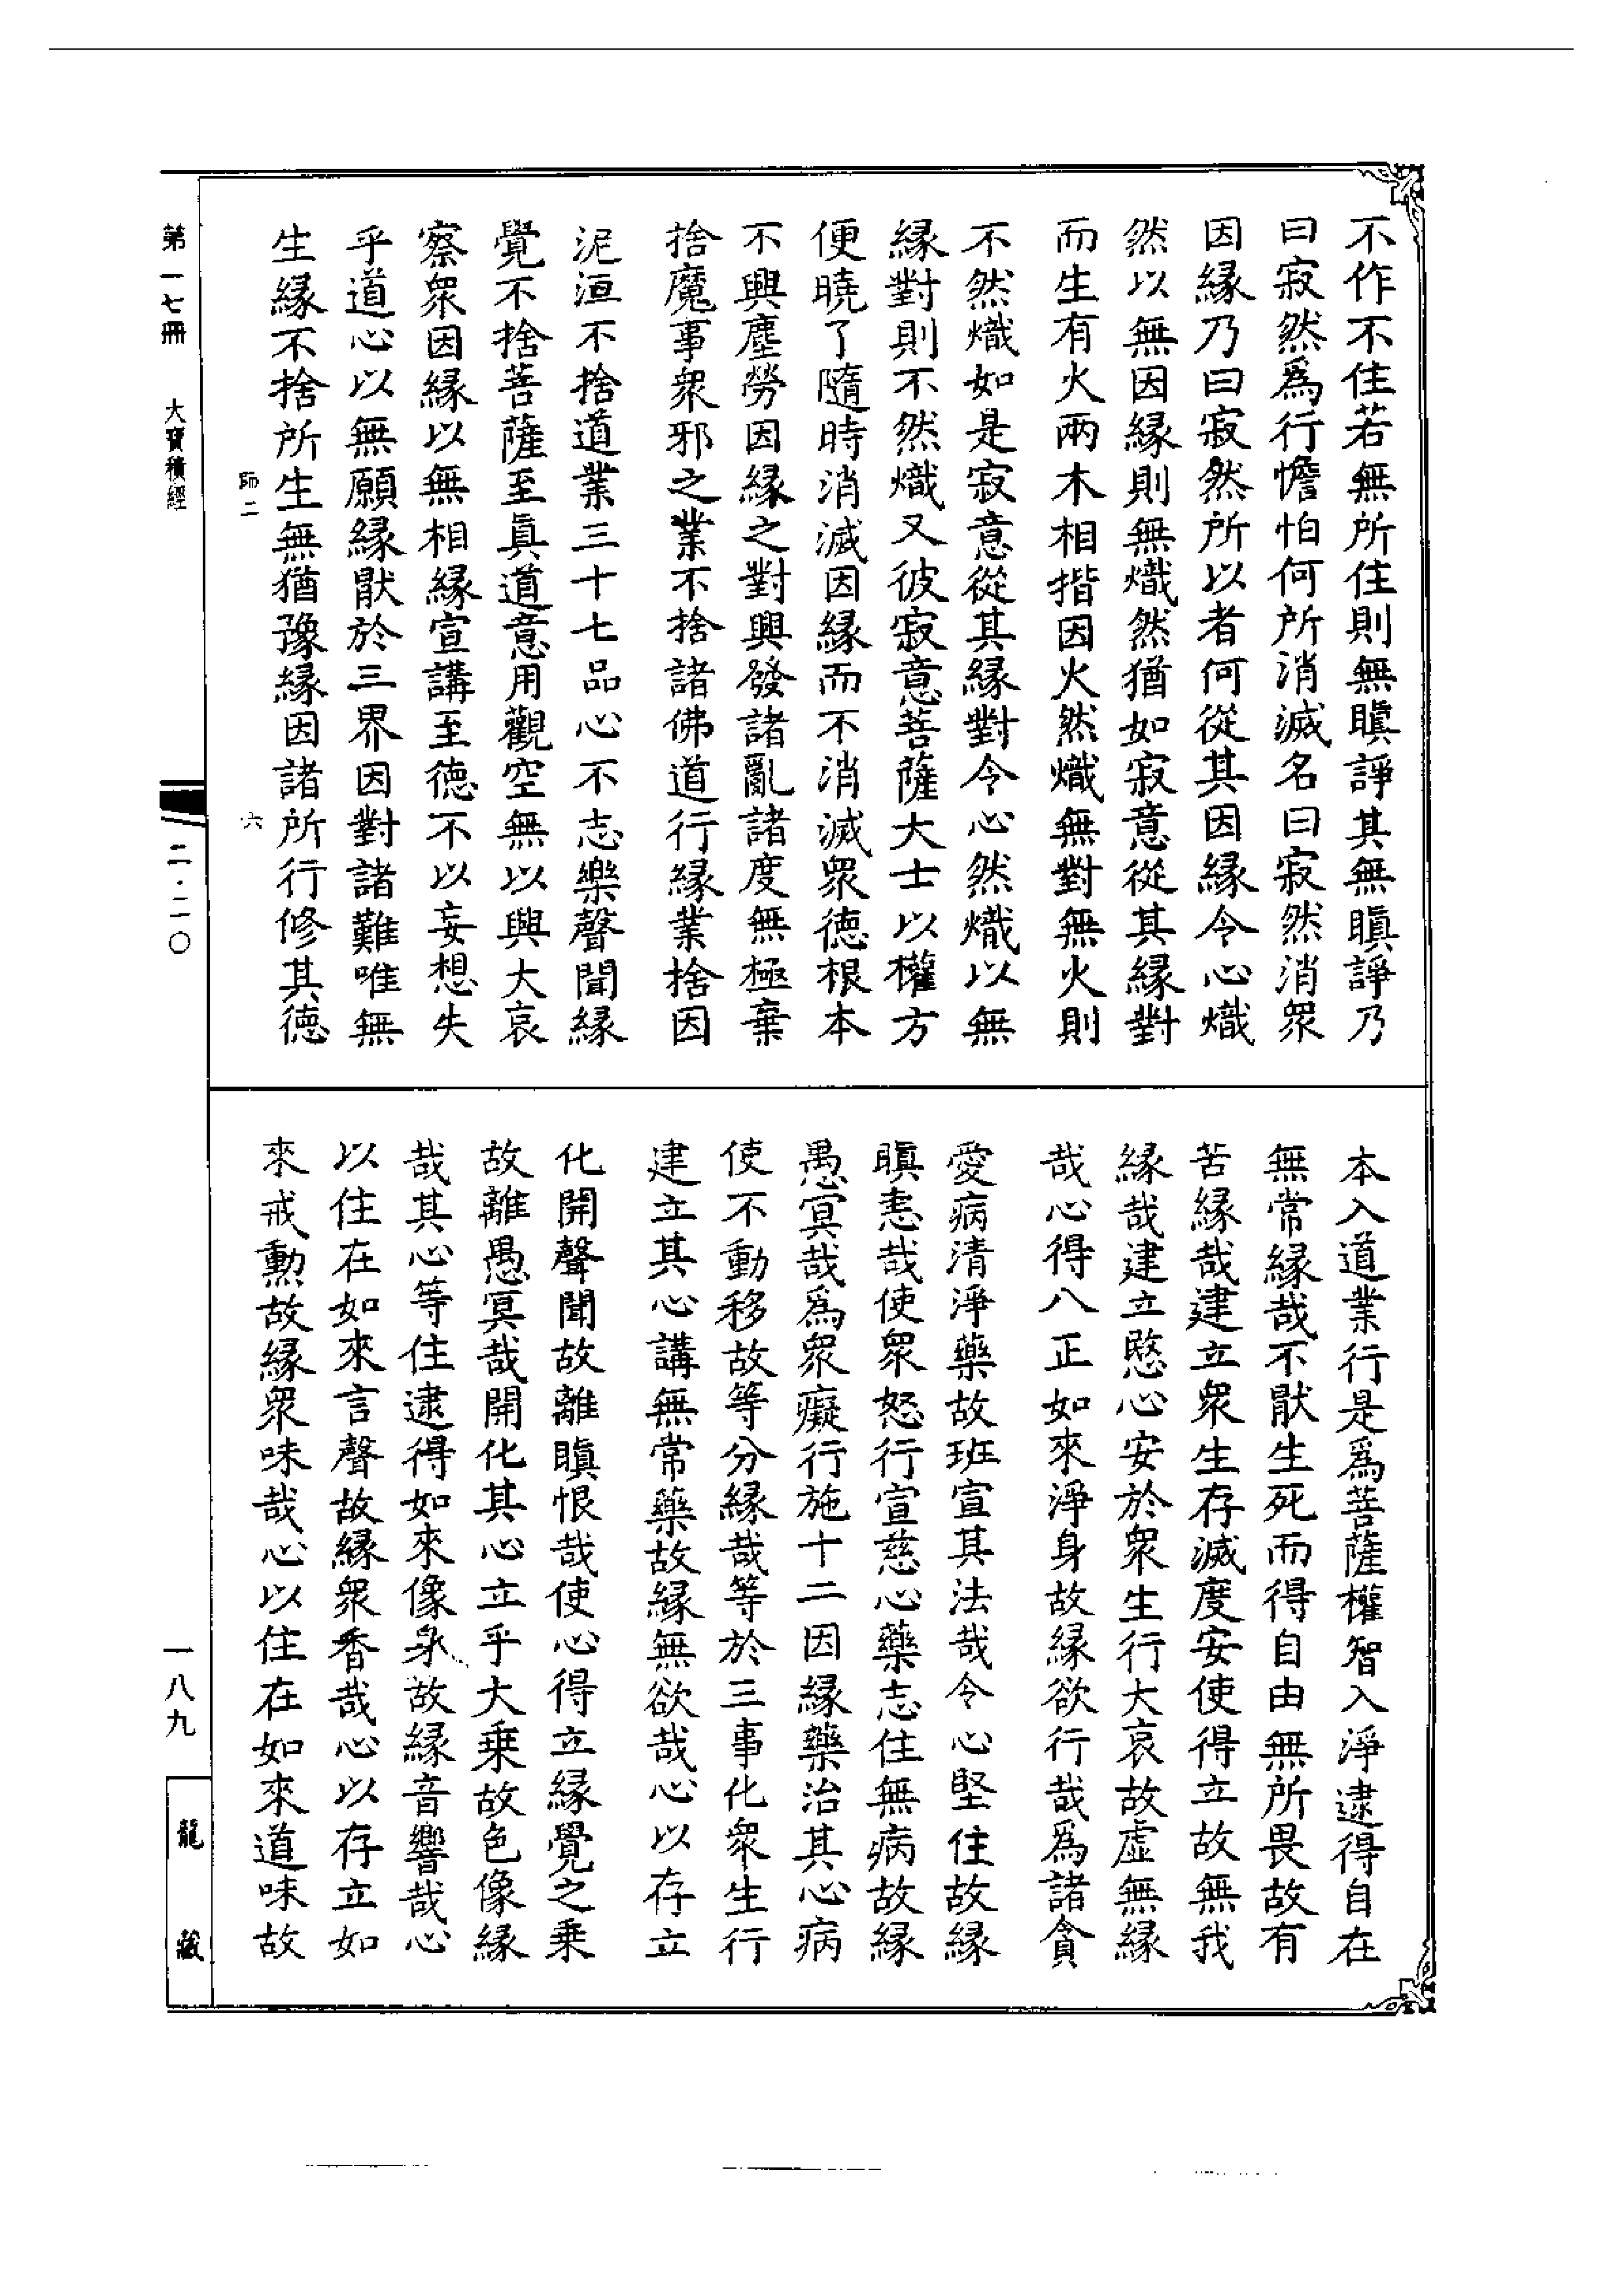 不作不住若無所住則無瞋諍其無瞋諍乃
曰寂然爲行憺怕何所消滅名曰寂然消衆
因緣乃曰寂然所以者何從其因緣令心熾
然以無因緣則無熾然猶如寂意從其緣對
而生有火兩木相揩因火然熾無對無火則
不然熾如是寂意從其緣對令心然熾以無
緣對則不然熾又彼寂意菩薩大士以權方
便曉了隨時消滅因緣而不消滅衆德根本
不興塵勞因緣之對興發諸亂諸度無極棄
捨魔事衆邪之業不捨諸佛道行緣業捨因
泥洹不捨道業三十七品心不志樂聲聞緣
覺不捨菩薩至眞道意用觀空無以興大哀
察衆因緣以無相緣宣講至德不以妄想失
乎道心以無願緣猒於三界因對諸難唯無
生緣不捨所生無猶豫緣因諸所行修其德
師二
六
本入道業行是爲菩薩權智入淨逮得自在
無常緣哉不猒生死而得自由無所畏故有
苦緣哉建立衆生存滅度安使得立故無我
緣哉建立愍心安於衆生行大哀故虛無緣
哉心得八正如來淨身故緣欲行哉爲諸貪
愛病清淨藥故班宣其法哉令心堅住故緣
瞋恚哉使衆怒行宣慈心藥志住無病故緣
愚冥哉爲衆癡行施十二因緣藥治其心病
使不動移故等分緣哉等於三事化衆生行
建立其心講無常藥故緣無欲哉心以存立
化開聲聞故離瞋恨哉使心得立緣覺之乗
故離愚冥哉開化其心立乎大乗故色像緣
哉其心等住逮得如來像身故緣音響哉心
以住在如來言聲故緣衆香哉心以存立如
來戒勲故緣衆味哉心以住在如來道味故
第一七冊
大寶積經
二·二〇
一八九
龍藏